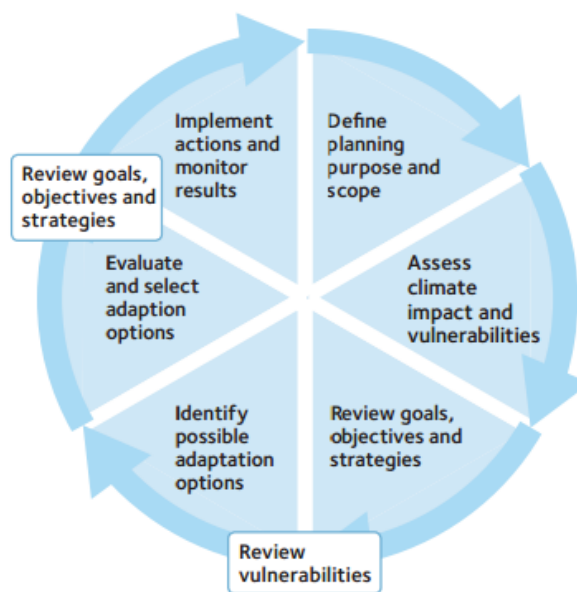 Implement
actions and
monitor
results
Define
planning
purpose and
scope
Review goals,
objectives and
strategies
Evaluate
and select
adaption
options
Assess
climate
impact and
vulnerabilities
Identify
possible
adaptation
options
Review goals,
objectives and
strategies
Review
vulnerabilities